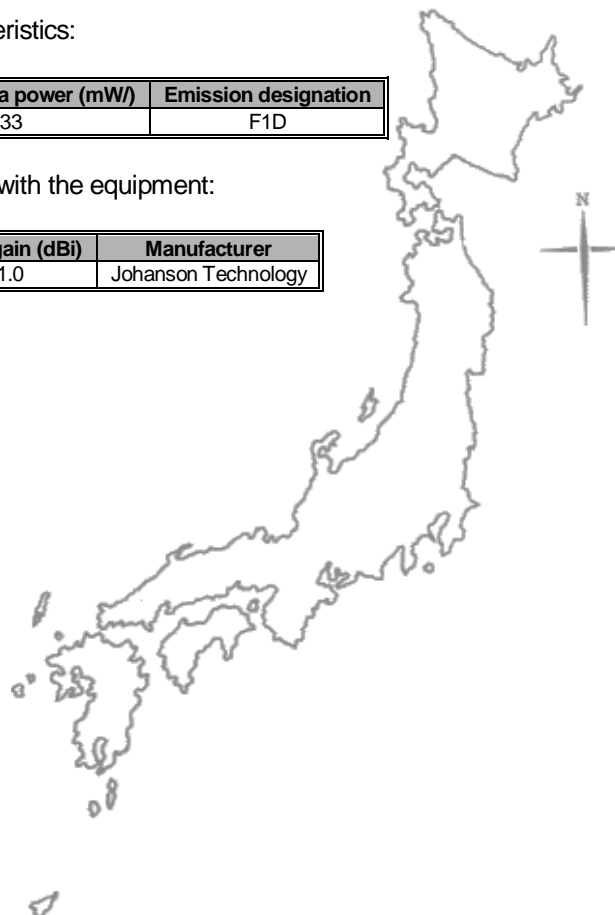 eristics:
a power (mW/) Emission designation
33 F1D
with the equipment:
gain (dBi) Manufacturer
1.0 Johanson Technology
N